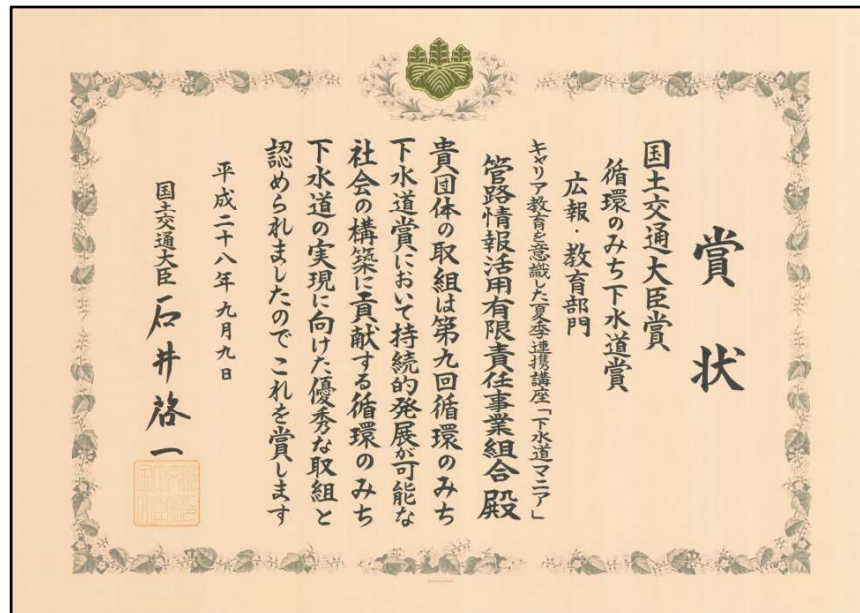 賞状
国土交通大臣賞
循環のみち下水道賞
広報・教育部門
キャリア教育を意識した夏季連携講座「下水道マニア」
管路情報活用有限責任事業組合 殿
貴団体の取組は第九回循環のみち
下水道賞において持続的発展が可能な
社会の構築に貢献する循環のみち
下水道の実現に向けた優秀な取組と
認められましたのでこれを賞します
平成二十八年九月九日
国土交通大臣 石井啓一